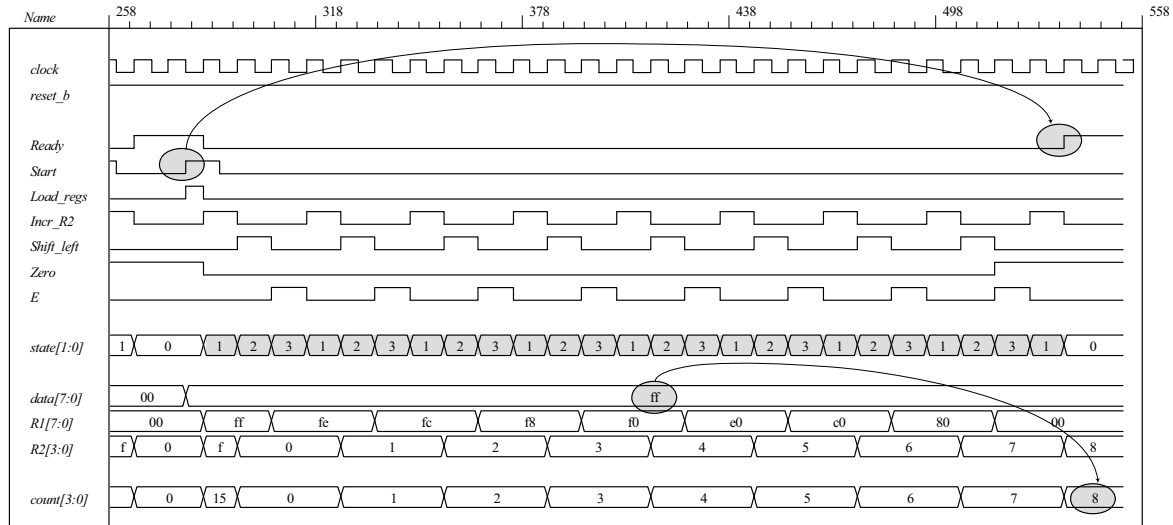 Name 258 318 378 438 498 558
clock
reset_b
Ready
Start
Load_regs
Incr_R2
Shift_left
Zero
E
state[1:0] 1 0 1 2 3 1 2 3 1 2 3 1 2 3 1 2 3 1 2 3 1 2 3 1 2 3 1 0
data[7:0] 00 ff
R1[7:0] 00 ff fe fc f8 f0 e0 c0 80 00
R2[3:0] f 0 f 0 1 2 3 4 5 6 7 8
count[3:0] 0 15 0 1 2 3 4 5 6 7 8